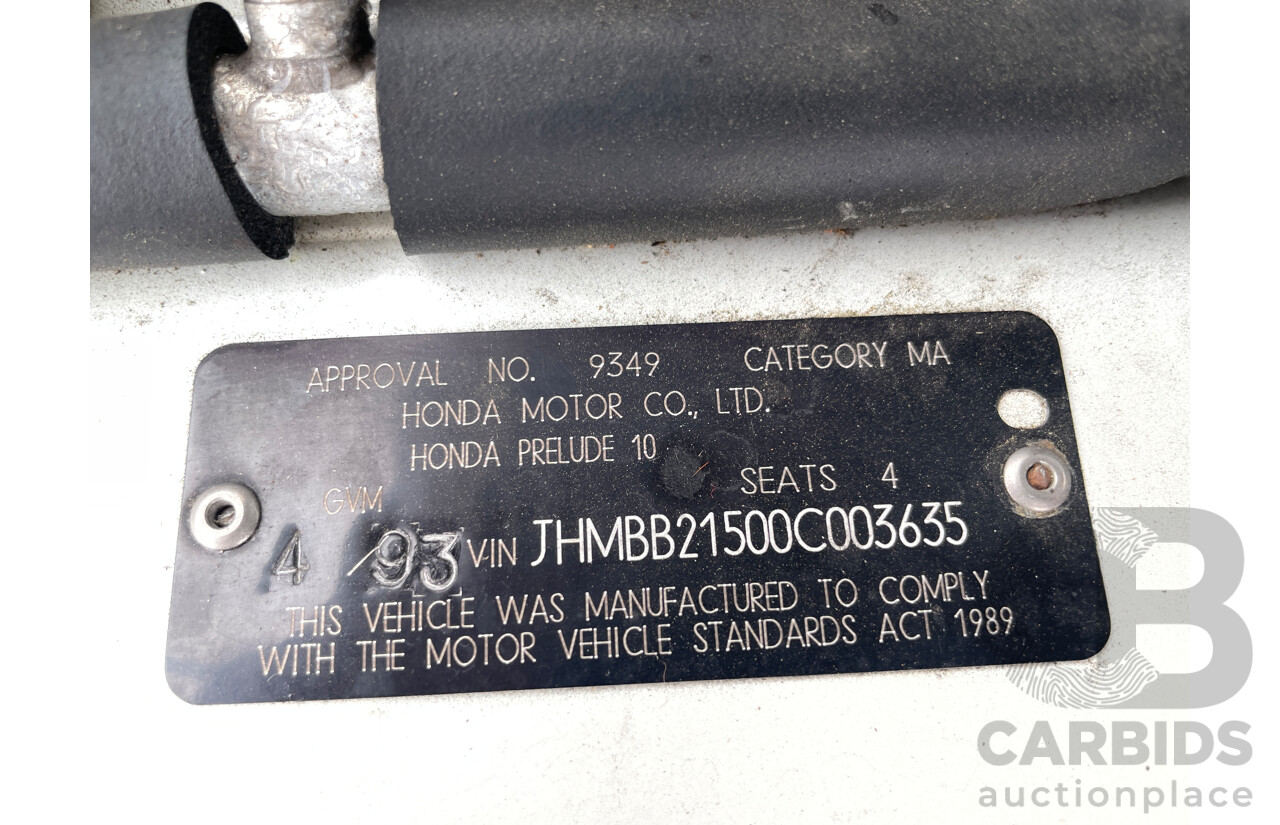 APPROVAL NO. 9349 CATEGORY MA
HONDA MOTOR CO., LTD.
HONDA PRELUDE 10
SEATS 4
GVM
4/93 VIN JHMBB21500C003635
THIS VEHICLE WAS MANUFACTURED TO COMPLY
WITH THE MOTOR VEHICLE STANDARDS ACT 1989
B
CARBIDS
auctionplace